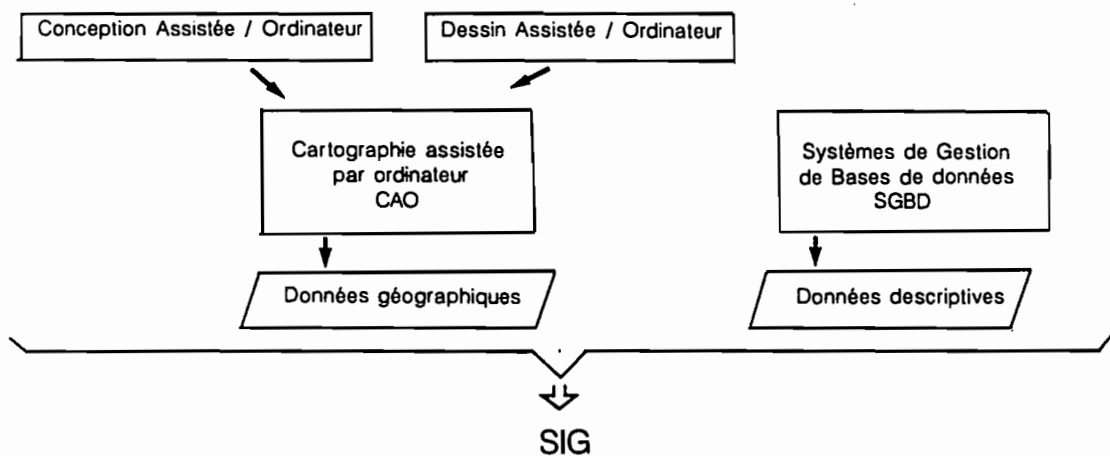 Conception Assistée / Ordinateur
Dessin Assistée / Ordinateur
Cartographie assistée
par ordinateur
CAO
Systèmes de Gestion
de Bases de données
SGBD
Données géographiques
Données descriptives
SIG